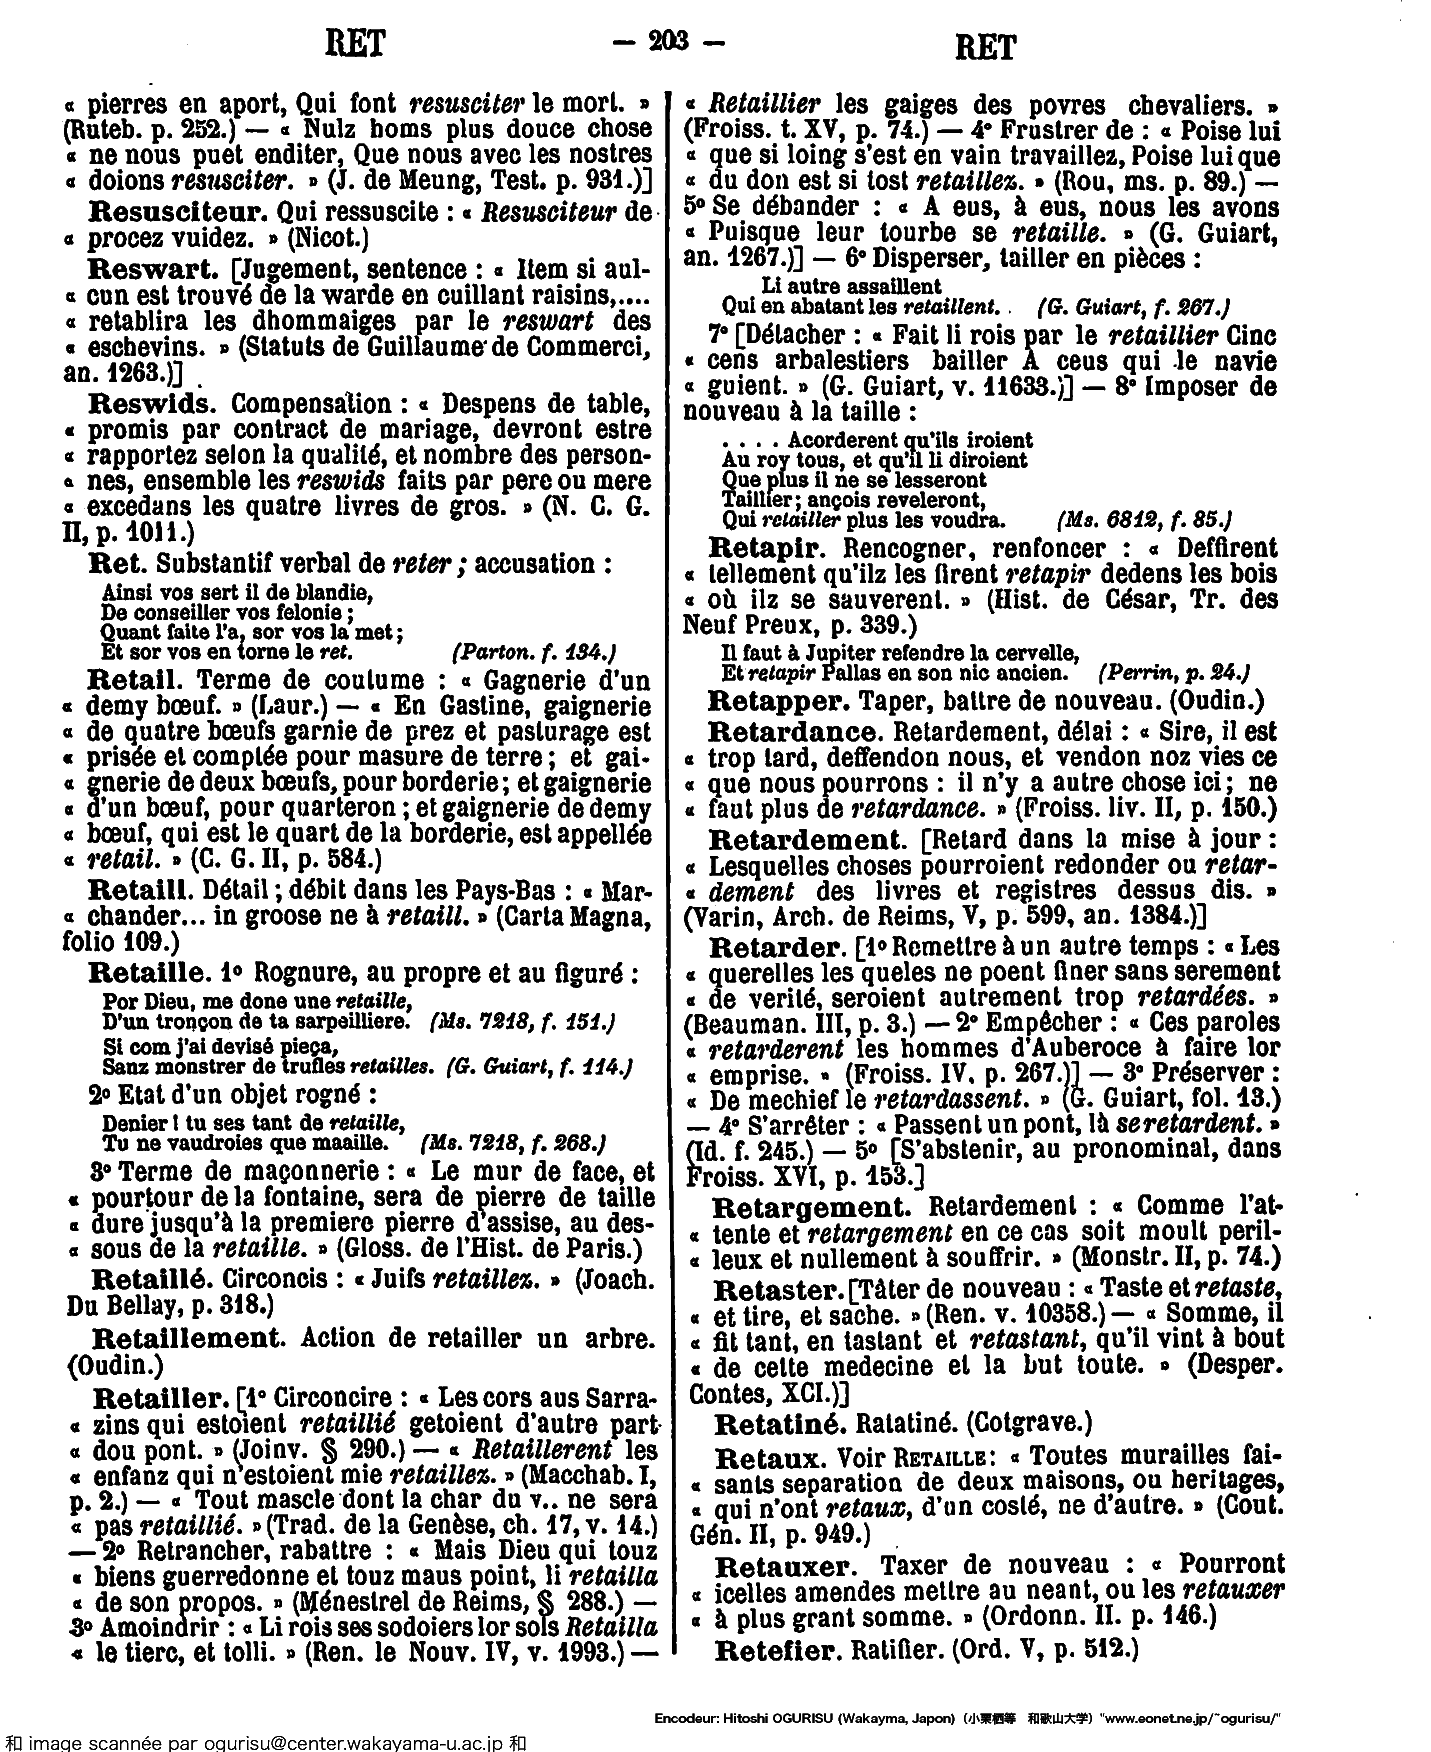 RET — 203 — RET
« pierres en aport, Qui font resusciter le mort. »
(Ruteb. p. 252.) — « Nulz homs plus douce chose
« ne nous puet enditer, Que nous avec les nostres
« doions resusciter. » (J. de Meung, Test. p. 931.)]
Resusciteur. Qui ressuscite : « Resusciteur de
« procez vuidez. » (Nicot.)
Reswart. [Jugement, sentence : « Item si aul-
« cun est trouvé de la warde en cuillant raisins,....
« retablira les dhommaiges par le reswart des
« eschevins. » (Statuts de Guillaume de Commerci,
an. 1263.)]
Reswids. Compensation : « Despens de table,
« promis par contract de mariage, devront estre
« rapportez selon la qualité, et nombre des person-
« nes, ensemble les reswids faits par pere ou mere
« excedans les quatre livres de gros. » (N. C. G.
II, p. 1011.)
Ret. Substantif verbal de reter ; accusation :
Ainsi vos sert il de blandie,
De conseiller vos felonie ;
Quant faite l'a, sor vos la met ;
Et sor vos en torne le ret. (Parton. f. 134.)
Retail. Terme de coutume : « Gagnerie d'un
« demy bœuf. » (Laur.) — « En Gastine, gaignerie
« de quatre bœufs garnie de prez et pasturage est
« prisée et comptée pour masure de terre ; et gai-
« gnerie de deux bœufs, pour borderie ; et gaignerie
« d'un bœuf, pour quarteron ; et gaignerie de demy
« bœuf, qui est le quart de la borderie, est appellée
« retail. » (C. G. II, p. 584.)
Retaill. Détail ; débit dans les Pays-Bas : « Mar-
« chander... in groose ne à retaill. » (Carta Magna,
folio 109.)
Retaille. 1º Rognure, au propre et au figuré :
Por Dieu, me done une retaille,
D'un tronçon de ta sarpeilliere. (Ms. 7218, f. 151.)
Si com j'ai devisé pieça,
Sanz monstrer de trufles retailles. (G. Guiart, f. 114.)
2º Etat d'un objet rogné :
Denier ! tu ses tant de retaille,
Tu ne vaudroies que maaille. (Ms. 7218, f. 268.)
3º Terme de maçonnerie : « Le mur de face, et
« pourtour de la fontaine, sera de pierre de taille
« dure jusqu'à la premiere pierre d'assise, au des-
« sous de la retaille. » (Gloss. de l'Hist. de Paris.)
Retaillé. Circoncis : « Juifs retaillez. » (Joach.
Du Bellay, p. 318.)
Retaillement. Action de retailler un arbre.
(Oudin.)
Retailler. [1º Circoncire : « Les cors aus Sarra-
« zins qui estoient retaillié getoient d'autre part
« dou pont. » (Joinv. § 290.) — « Retaillerent les
« enfanz qui n'estoient mie retaillez. » (Macchab. I,
p. 2.) — « Tout mascle dont la char du v.. ne sera
« pas retaillié. » (Trad. de la Genèse, ch. 17, v. 14.)
— 2º Retrancher, rabattre : « Mais Dieu qui touz
« biens guerredonne et touz maus point, li retailla
« de son propos. » (Ménestrel de Reims, § 288.) —
3º Amoindrir : « Li rois ses sodoiers lor sols Retailla
« le tierc, et tolli. » (Ren. le Nouv. IV, v. 1993.) —
« Retaillier les gaiges des povres chevaliers. »
(Froiss. t. XV, p. 74.) — 4º Frustrer de : « Poise lui
« que si loing s'est en vain travaillez, Poise lui que
« du don est si tost retaillez. » (Rou, ms. p. 89.) —
5º Se débander : « A eus, à eus, nous les avons
« Puisque leur tourbe se retaille. » (G. Guiart,
an. 1267.)] — 6º Disperser, tailler en pièces :
Li autre assaillent
Qui en abatant les retaillent. . (G. Guiart, f. 267.)
7º [Détacher : « Fait li rois par le retaillier Cinc
« cens arbalestiers bailler A ceus qui le navie
« guient. » (G. Guiart, v. 11633.)] — 8º Imposer de
nouveau à la taille :
. . . . Acorderent qu'ils iroient
Au roy tous, et qu'il li diroient
Que plus il ne se lesseront
Taillier ; ançois reveleront,
Qui retailler plus les voudra. (Ms. 6812, f. 85.)
Retapir. Rencogner, renfoncer : « Deffirent
« tellement qu'ilz les firent retapir dedens les bois
« où ilz se sauverent. » (Hist. de César, Tr. des
Neuf Preux, p. 339.)
Il faut à Jupiter refendre la cervelle,
Et retapir Pallas en son nic ancien. (Perrin, p. 24.)
Retapper. Taper, battre de nouveau. (Oudin.)
Retardance. Retardement, délai : « Sire, il est
« trop tard, deffendon nous, et vendon noz vies ce
« que nous pourrons : il n'y a autre chose ici ; ne
« faut plus de retardance. » (Froiss. liv. II, p. 150.)
Retardement. [Retard dans la mise à jour :
« Lesquelles choses pourroient redonder ou retar-
« dement des livres et registres dessus dis. »
(Varin, Arch. de Reims, V, p. 599, an. 1384.)]
Retarder. [1º Remettre à un autre temps : « Les
« querelles les queles ne poent finer sans serement
« de verité, seroient autrement trop retardées. »
(Beauman. III, p. 3.) — 2º Empêcher : « Ces paroles
« retarderent les hommes d'Auberoce à faire lor
« emprise. » (Froiss. IV. p. 267.)] — 3º Préserver :
« De mechief le retardassent. » (G. Guiart, fol. 13.)
— 4º S'arrêter : « Passent un pont, là se retardent. »
(Id. f. 245.) — 5º [S'abstenir, au pronominal, dans
Froiss. XVI, p. 153.]
Retargement. Retardement : « Comme l'at-
« tente et retargement en ce cas soit moult peril-
« leux et nullement à souffrir. » (Monstr. II, p. 74.)
Retaster. [Tâter de nouveau : « Taste et retaste,
« et tire, et sache. » (Ren. v. 10358.) — « Somme, il
« fit tant, en tastant et retastant, qu'il vint à bout
« de cette medecine et la but toute. » (Desper.
Contes, XCI.)]
Retatiné. Ratatiné. (Cotgrave.)
Retaux. Voir RETAILLE : « Toutes murailles fai-
« sants separation de deux maisons, ou heritages,
« qui n'ont retaux, d'un costé, ne d'autre. » (Cout.
Gén. II, p. 949.)
Retauxer. Taxer de nouveau : « Pourront
« icelles amendes mettre au neant, ou les retauxer
« à plus grant somme. » (Ordonn. II. p. 146.)
Retefier. Ratifier. (Ord. V, p. 512.)
Encodeur: Hitoshi OGURISU (Wakayma, Japon) (小栗栖等 和歌山大学) "www.eonet.ne.jp/~ogurisu/"
和 image scannée par ogurisu@center.wakayama-u.ac.jp 和